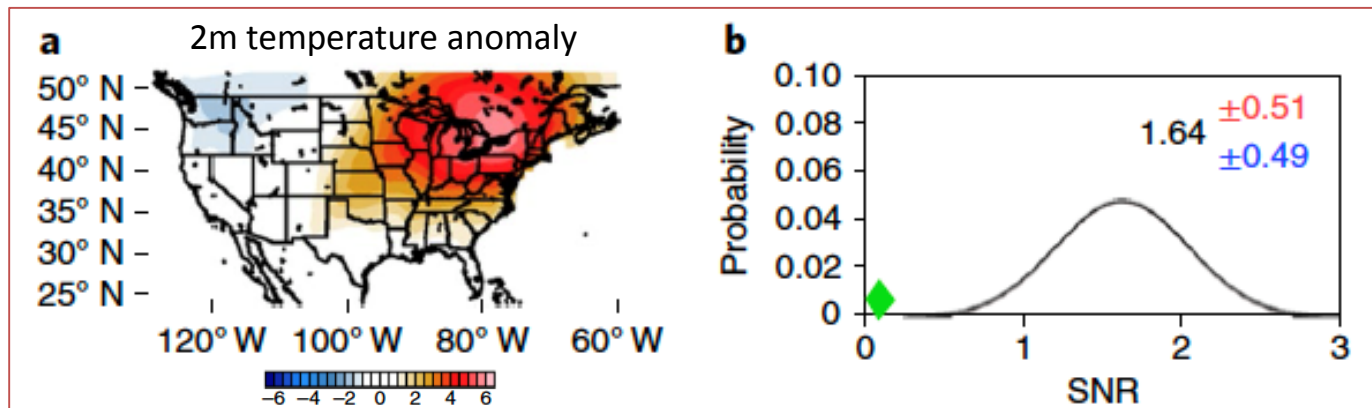 a
2m temperature anomaly
50° N
45° N
40° N
35° N
30° N
25° N
120° W 100° W 80° W 60° W
−6 −4 −2 0 2 4 6
b
0.10
0.08
0.06
0.04
0.02
0
Probability
1.64
±0.51
±0.49
0 1 2 3
SNR